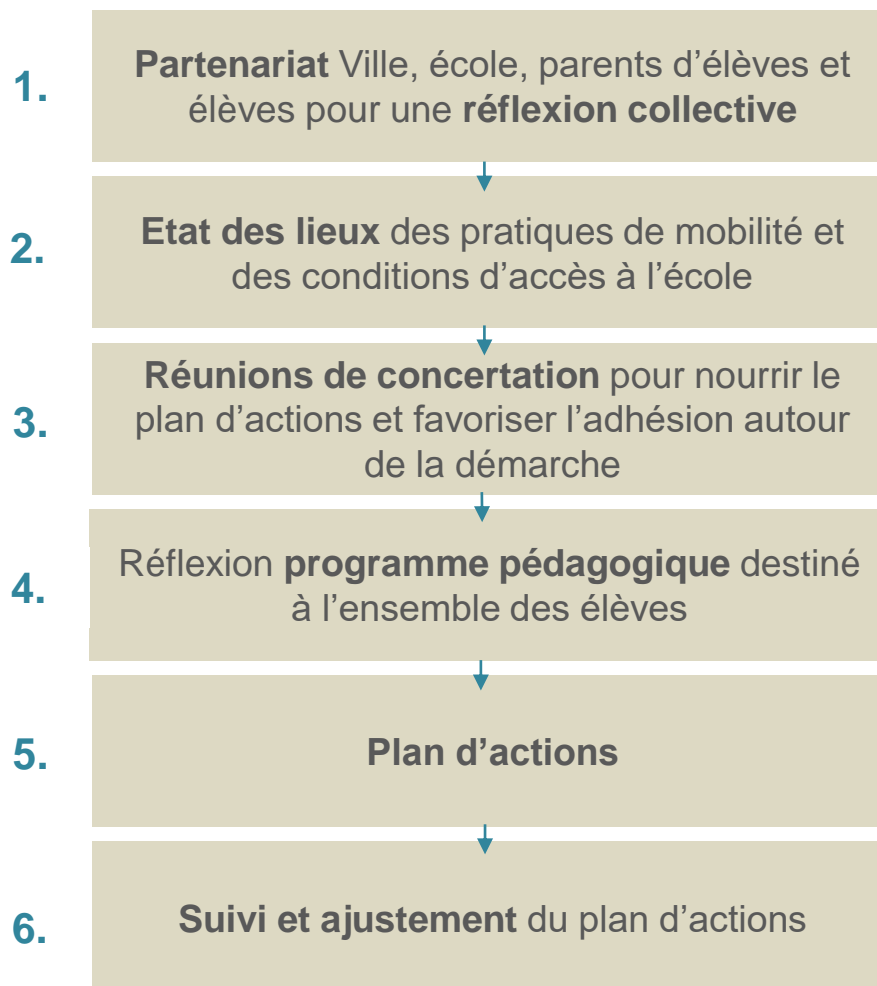 1.
Partenariat Ville, école, parents d’élèves et
élèves pour une réflexion collective
2.
Etat des lieux des pratiques de mobilité et
des conditions d’accès à l’école
3.
Réunions de concertation pour nourrir le
plan d’actions et favoriser l’adhésion autour
de la démarche
4.
Réflexion programme pédagogique destiné
à l’ensemble des élèves
5.
Plan d’actions
6.
Suivi et ajustement du plan d’actions